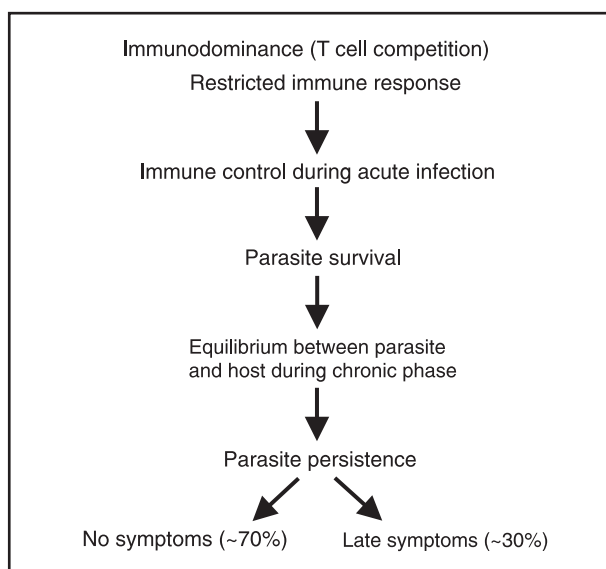 Immunodominance (T cell competition)
Restricted immune response
Immune control during acute infection
Parasite survival
Equilibrium between parasite
and host during chronic phase
Parasite persistence
No symptoms (~70%) Late symptoms (~30%)